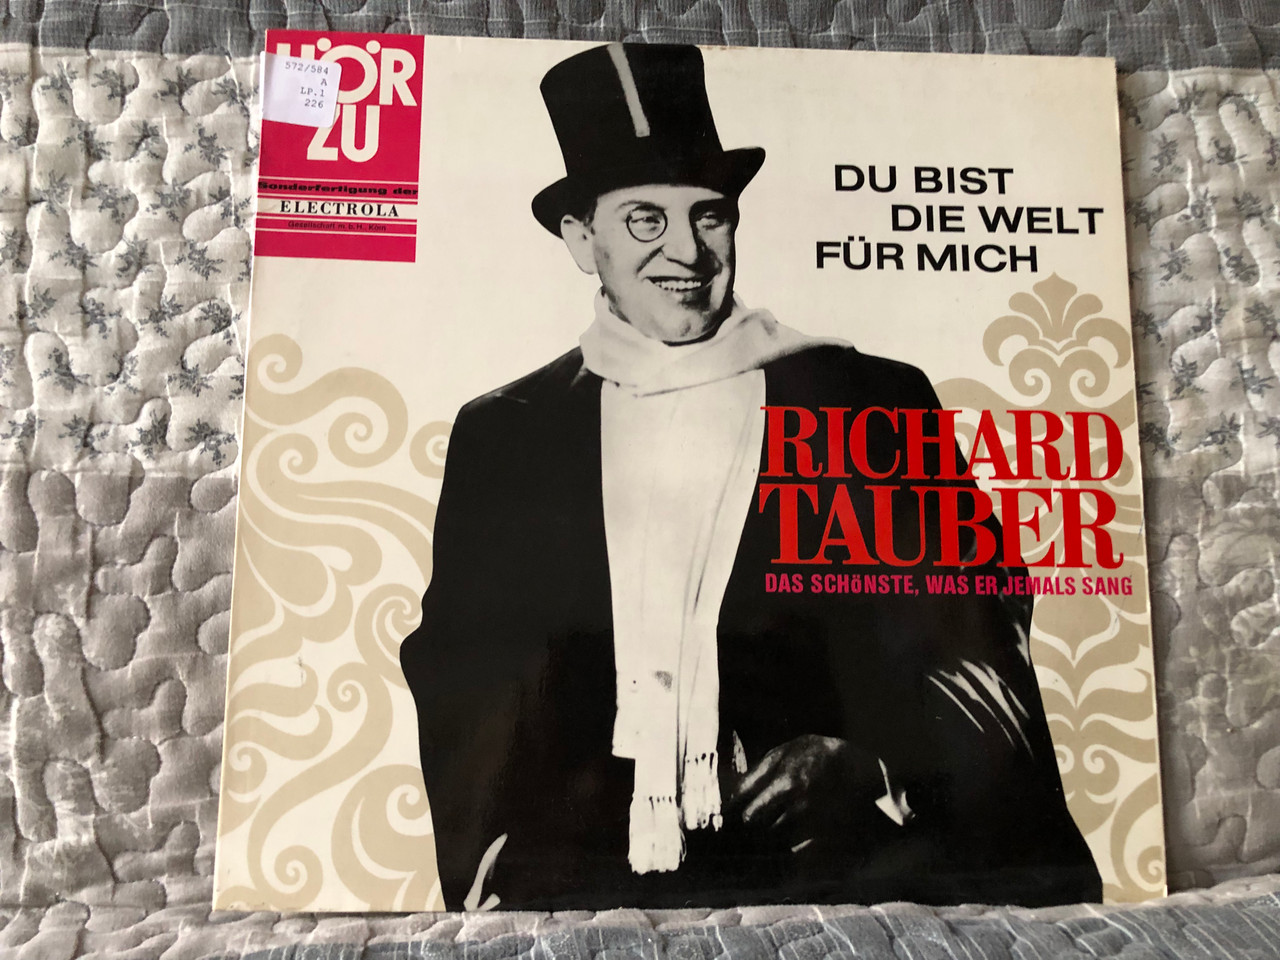 HÖR
ZU
572/584
A
LP.1
226
Sonderfertigung der
ELECTROLA
Gesellschaft m.b.H., Köln
DU BIST
DIE WELT
FÜR MICH
RICHARD
TAUBER
DAS SCHÖNSTE, WAS ER JEMALS SANG